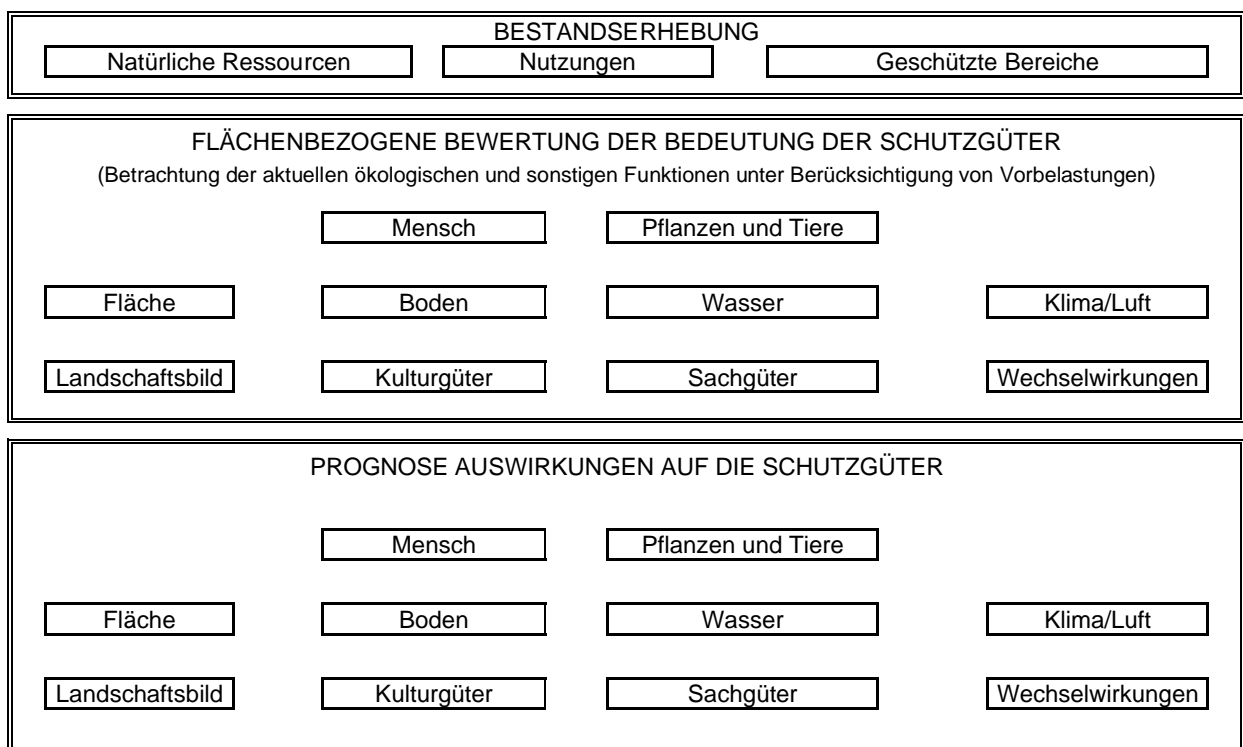 BESTANDSERHEBUNG
Natürliche Ressourcen Nutzungen Geschützte Bereiche
FLÄCHENBEZOGENE BEWERTUNG DER BEDEUTUNG DER SCHUTZGÜTER
(Betrachtung der aktuellen ökologischen und sonstigen Funktionen unter Berücksichtigung von Vorbelastungen)
Mensch Pflanzen und Tiere
Fläche Boden Wasser Klima/Luft
Landschaftsbild Kulturgüter Sachgüter Wechselwirkungen
PROGNOSE AUSWIRKUNGEN AUF DIE SCHUTZGÜTER
Mensch Pflanzen und Tiere
Fläche Boden Wasser Klima/Luft
Landschaftsbild Kulturgüter Sachgüter Wechselwirkungen